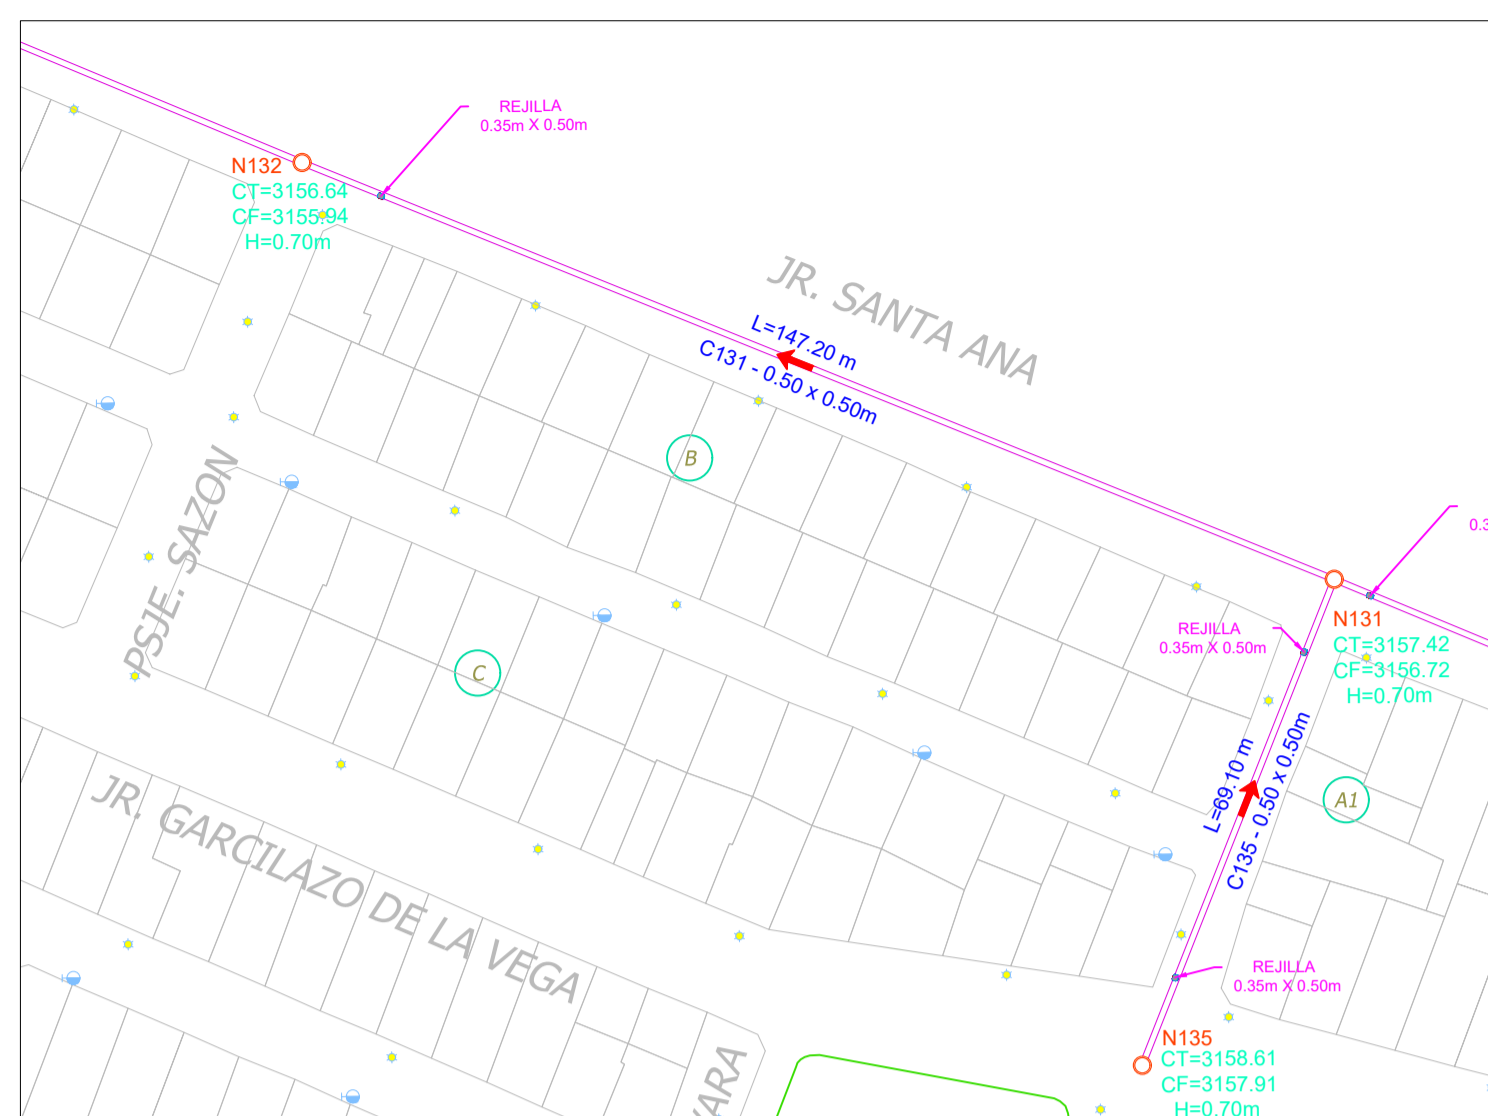 REJILLA
0.35m X 0.50m
N132
CT=3156.64
CF=3155.94
H=0.70m
JR. SANTA ANA
L=147.20 m
C131 - 0.50 x 0.50m
B
PSJE. SAZON
C
0.3
REJILLA
0.35m X 0.50m
N131
CT=3157.42
CF=3156.72
H=0.70m
L=69.10 m
C135 - 0.50 x 0.50m
A1
JR. GARCILAZO DE LA VEGA
REJILLA
0.35m X 0.50m
N135
CT=3158.61
CF=3157.91
H=0.70m
VARA